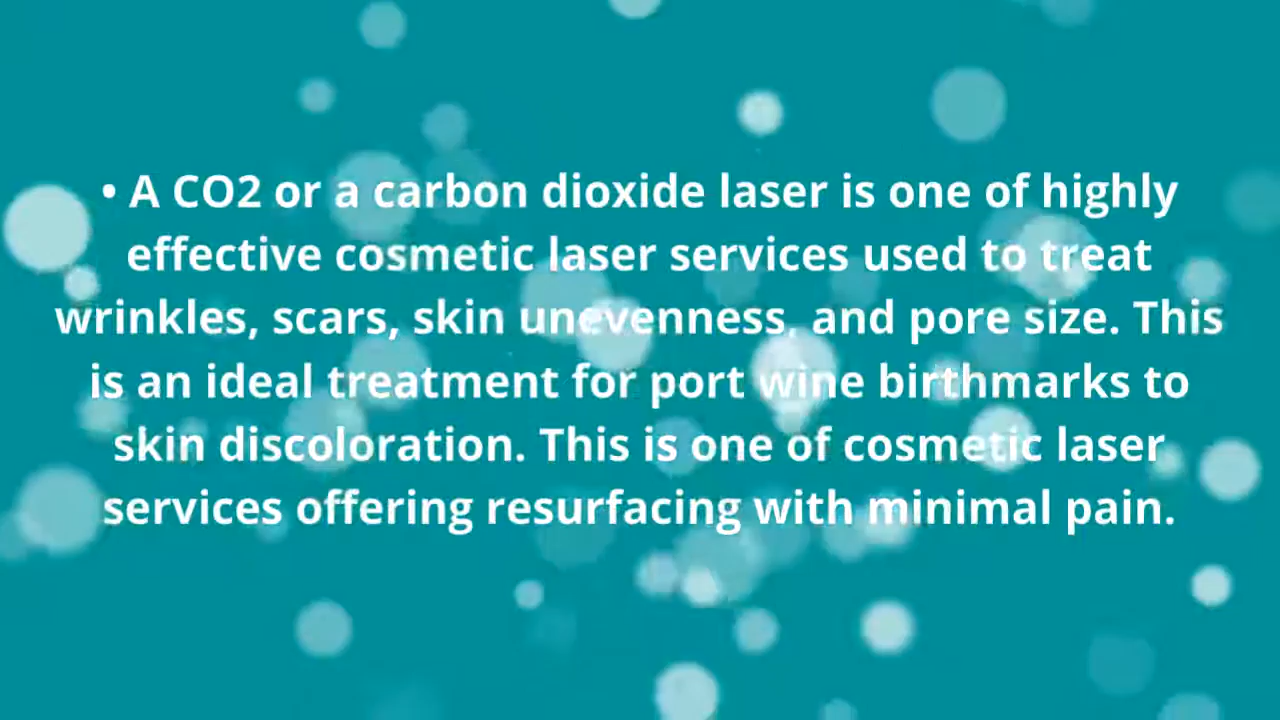 • A CO2 or a carbon dioxide laser is one of highly
effective cosmetic laser services used to treat
wrinkles, scars, skin unevenness, and pore size. This
is an ideal treatment for port wine birthmarks to
skin discoloration. This is one of cosmetic laser
services offering resurfacing with minimal pain.